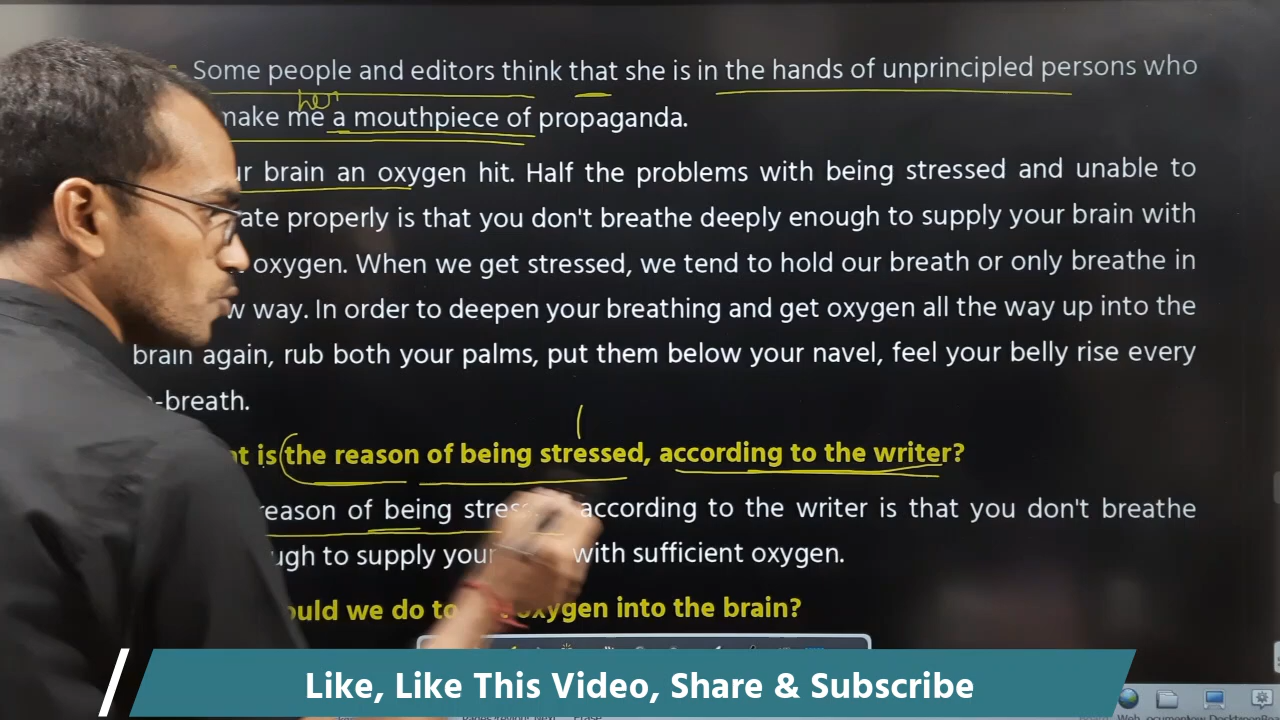 Some people and editors think that she is in the hands of unprincipled persons who
her
make me a mouthpiece of propaganda.
brain an oxygen hit. Half the problems with being stressed and unable to
properly is that you don't breathe deeply enough to supply your brain with
oxygen. When we get stressed, we tend to hold our breath or only breathe in
way. In order to deepen your breathing and get oxygen all the way up into the
brain again, rub both your palms, put them below your navel, feel your belly rise every
-breath.
is the reason of being stressed, according to the writer?
reason of being according to the writer is that you don't breathe
to supply your with sufficient oxygen.
we do to oxygen into the brain?
Like, Like This Video, Share & Subscribe